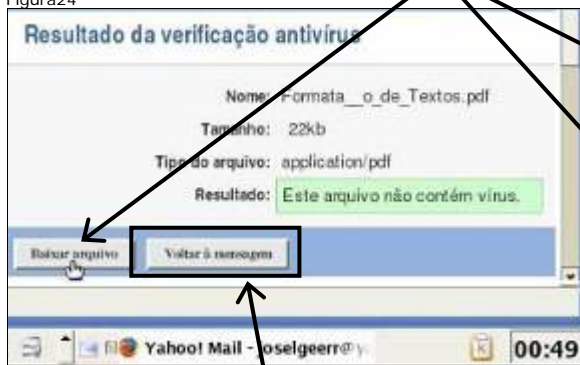 Figura24
Resultado da verificação antivírus
Nome: Formata__o_de_Textos.pdf
Tamanho: 22kb
Tipo do arquivo: application/pdf
Resultado: Este arquivo não contém vírus.
Baixar arquivo Voltar à mensagem
Yahoo! Mail - joselgeerr@y 00:49